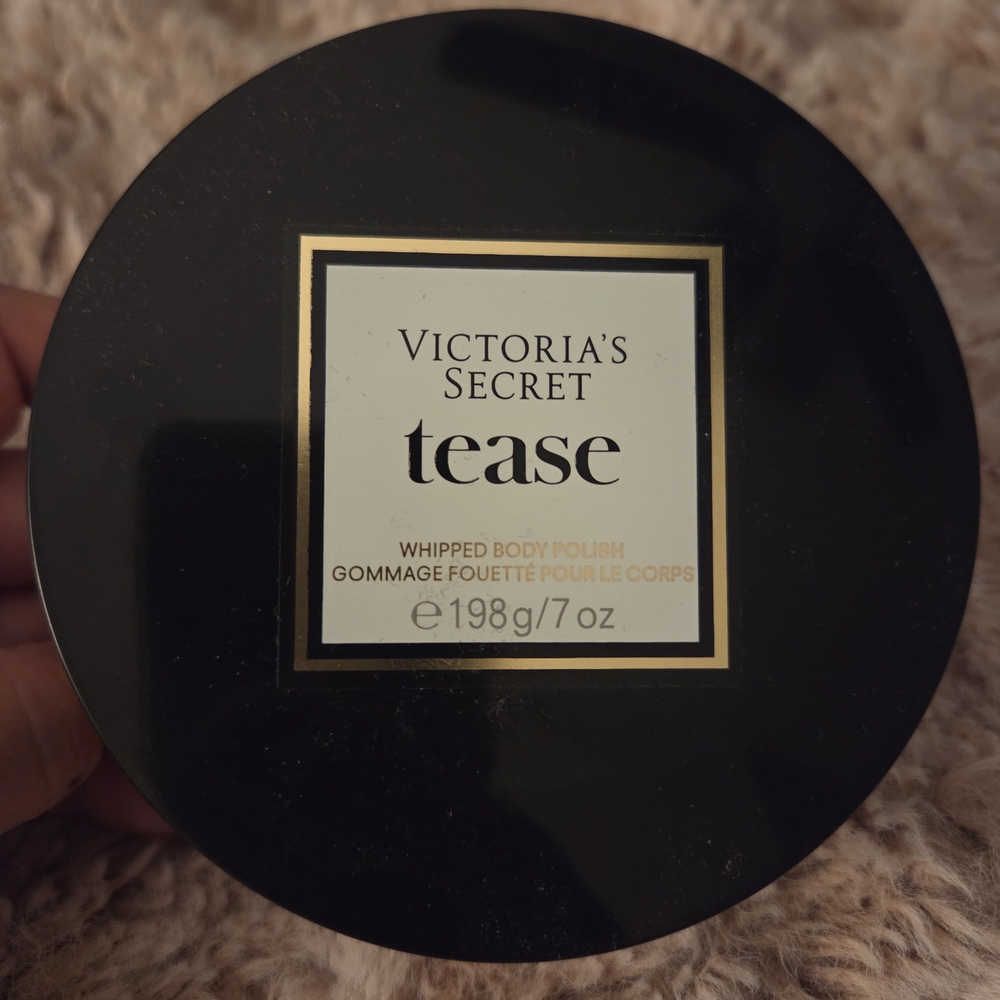 VICTORIA'S
SECRET
tease
WHIPPED BODY POLISH
GOMMAGE FOUETTÉ POUR LE CORPS
℮198g/7 oz